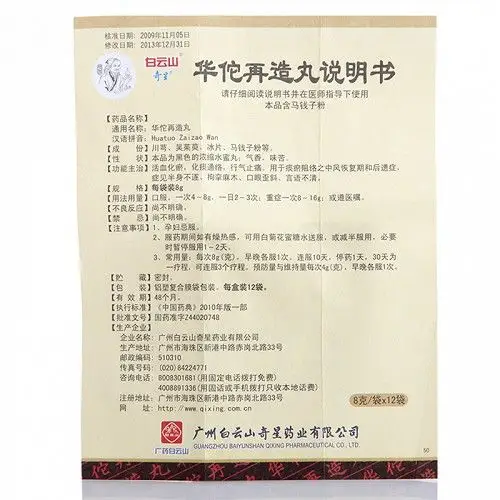 核准日期：2009年11月05日
修改日期：2013年12月31日
白云山
奇星
华佗再造丸说明书
请仔细阅读说明书并在医师指导下使用
本品含马钱子粉
【药品名称】
通用名称：华佗再造丸
汉语拼音：Huatuo Zaizao Wan
【成　份】川芎、吴茱萸、冰片、马钱子粉等。
【性　状】本品为黑色的浓缩水蜜丸；气香，味苦。
【功能主治】活血化瘀，化痰通络，行气止痛。用于痰瘀阻络之中风恢复期和后遗症，
症见半身不遂、拘挛麻木、口眼歪斜、言语不清。
【规　格】每袋装8g
【用法用量】口服，一次4～8g，一日2～3次；重症一次8～16g；或遵医嘱。
【不良反应】尚不明确。
【禁　忌】尚不明确。
【注意事项】1、孕妇忌服。
2、服药期间如有燥热感，可用白菊花蜜糖水送服，或减半服用，必要
时暂停服用1-2天。
3、常用量：每次8g(克)，早晚各服1次，连服10天，停药1天，30天为
一疗程，可连服3个疗程。预防量与维持量每次4g(克)，早晚各服1次。
【贮　藏】密封。
【包　装】铝塑复合膜袋包装。每盒装12袋。
【有 效 期】48个月。
【执行标准】《中国药典》2010年版一部
【批准文号】国药准字Z44020748
【生产企业】
企业名称：广州白云山奇星药业有限公司
生产地址：广州市海珠区新港中路赤岗北路33号
邮政编码：510310
传真号码：(020)84224771
咨询电话：8008301681(用固定电话拨打免费)
4008891336(用固话或手机拨打只收本地话费)
注册地址：广州市海珠区新港中路赤岗北路33号
网　址：http://www.qixing.com.cn
8克/袋x12袋
广药白云山
广州白云山奇星药业有限公司
GUANGZHOU BAIYUNSHAN QIXING PHARMACEUTICAL CO.,LTD.
50
华佗再造丸